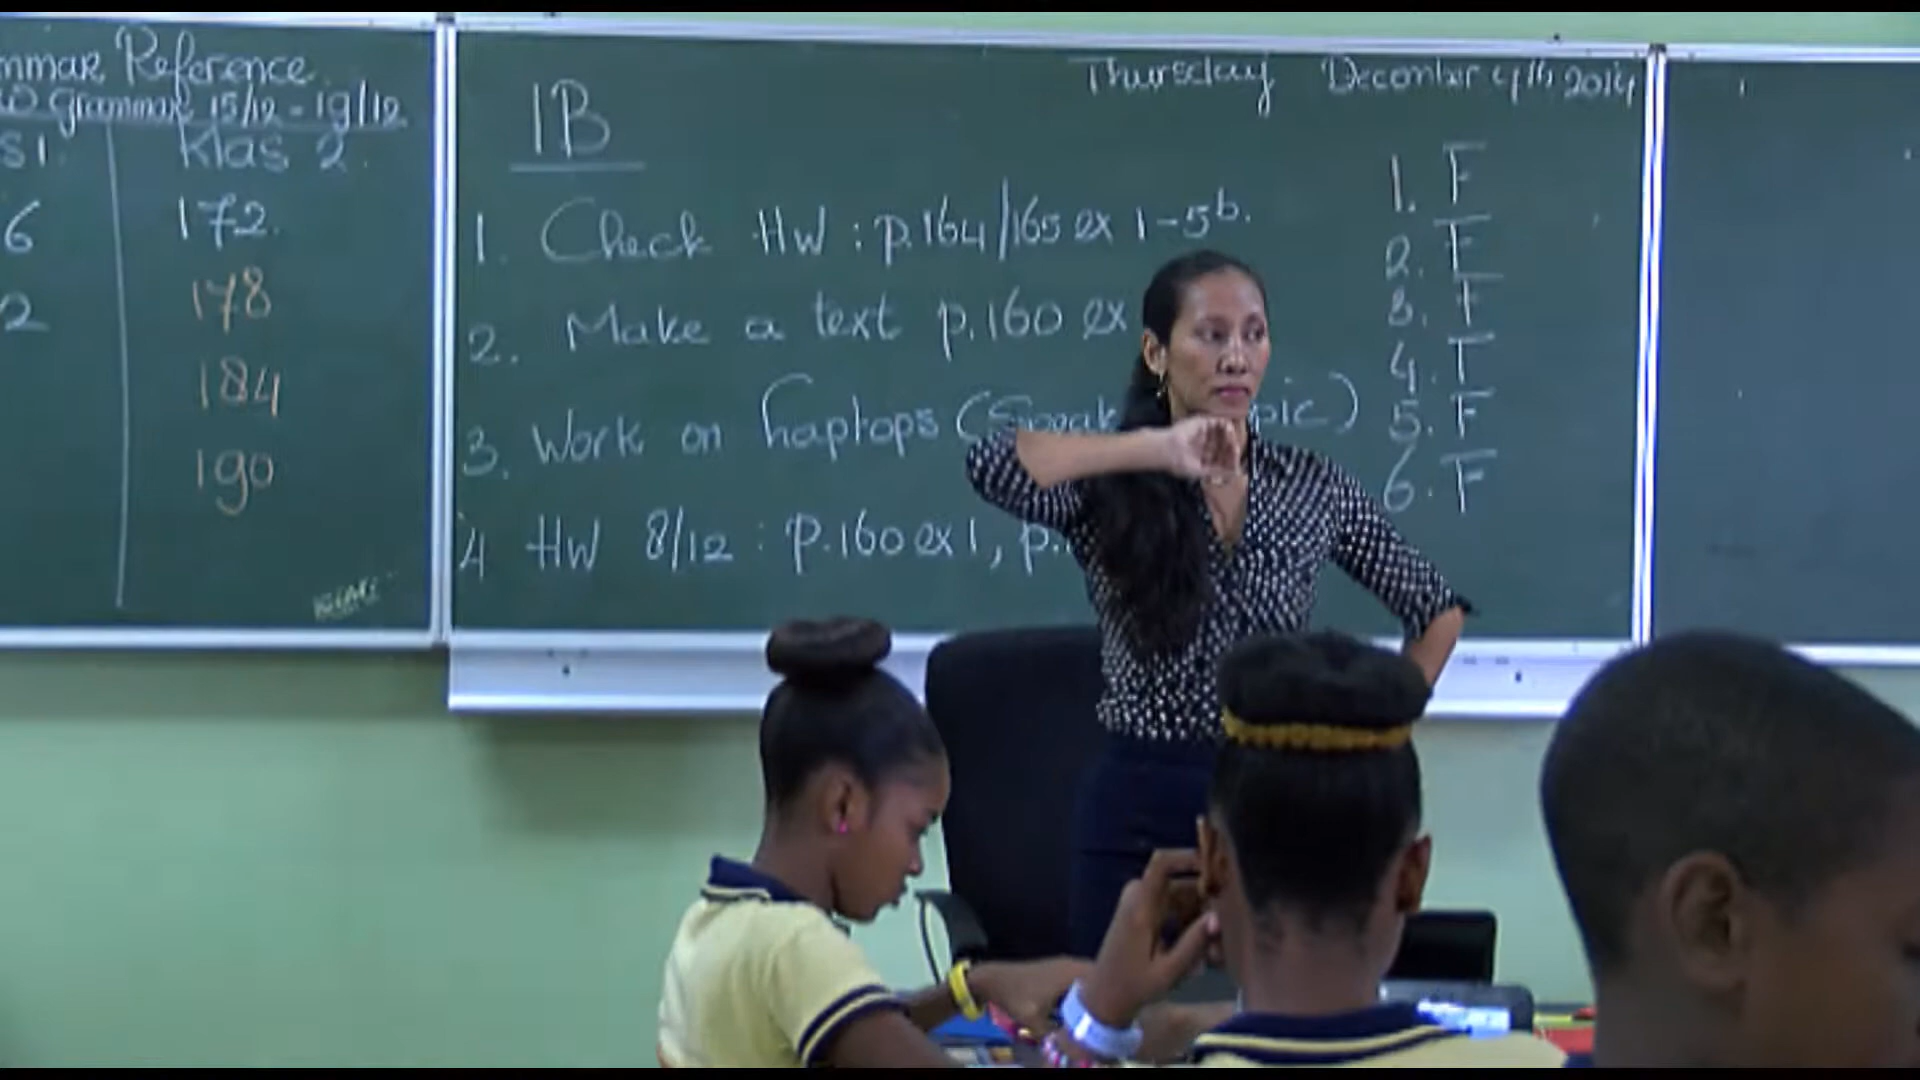 Reference
Grammar 15/12 - 19/12
S1. Klas 2.
6 172.
178
2
184
190
1B
Thursday December 4th 2014
1. Check HW : p.164/165 ex 1-5b.
2. Make a text p.160 ex
3. Work on Laptops (Speak pic)
4 HW 8/12 : p.160 ex 1, p.
1. F
2. F
3. F
4. T
5. F
6. F